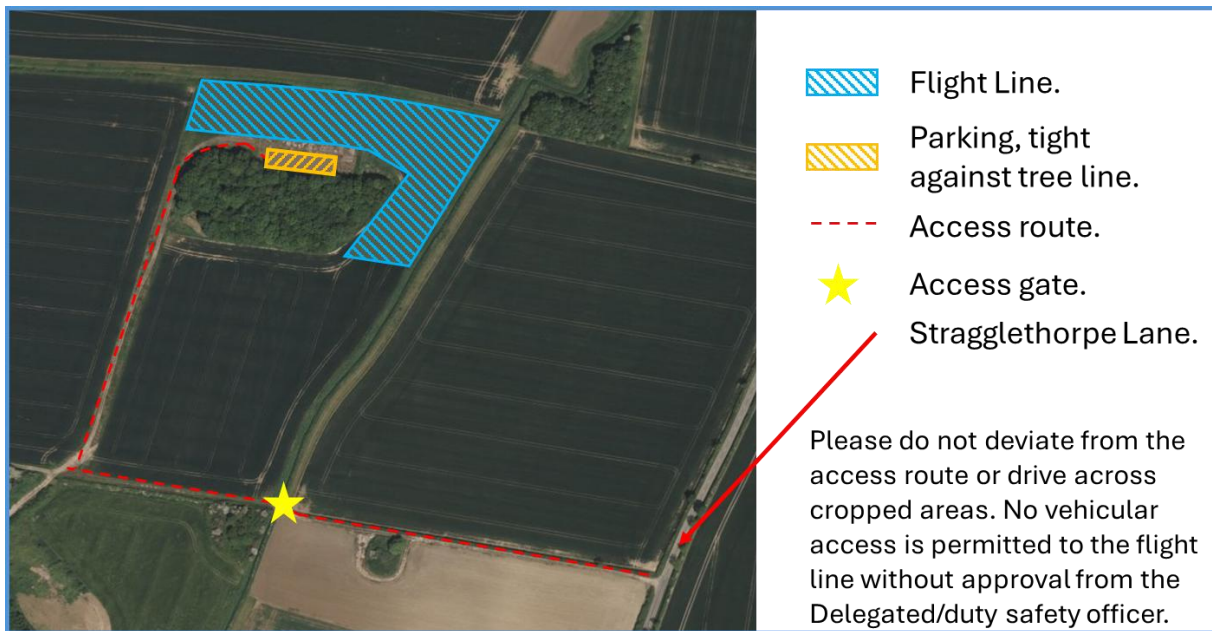 Flight Line.
Parking, tight
against tree line.
Access route.
Access gate.
Stragglethorpe Lane.
Please do not deviate from the
access route or drive across
cropped areas. No vehicular
access is permitted to the flight
line without approval from the
Delegated/duty safety officer.